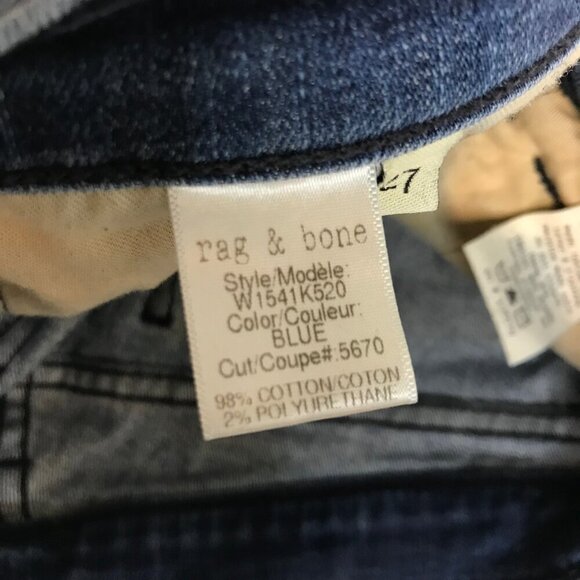 27
rag & bone
Style/Modèle:
W1541K520
Color/Couleur:
BLUE
Cut/Coupe#:5670
98% COTTON/COTON
2% POLYURETHANE